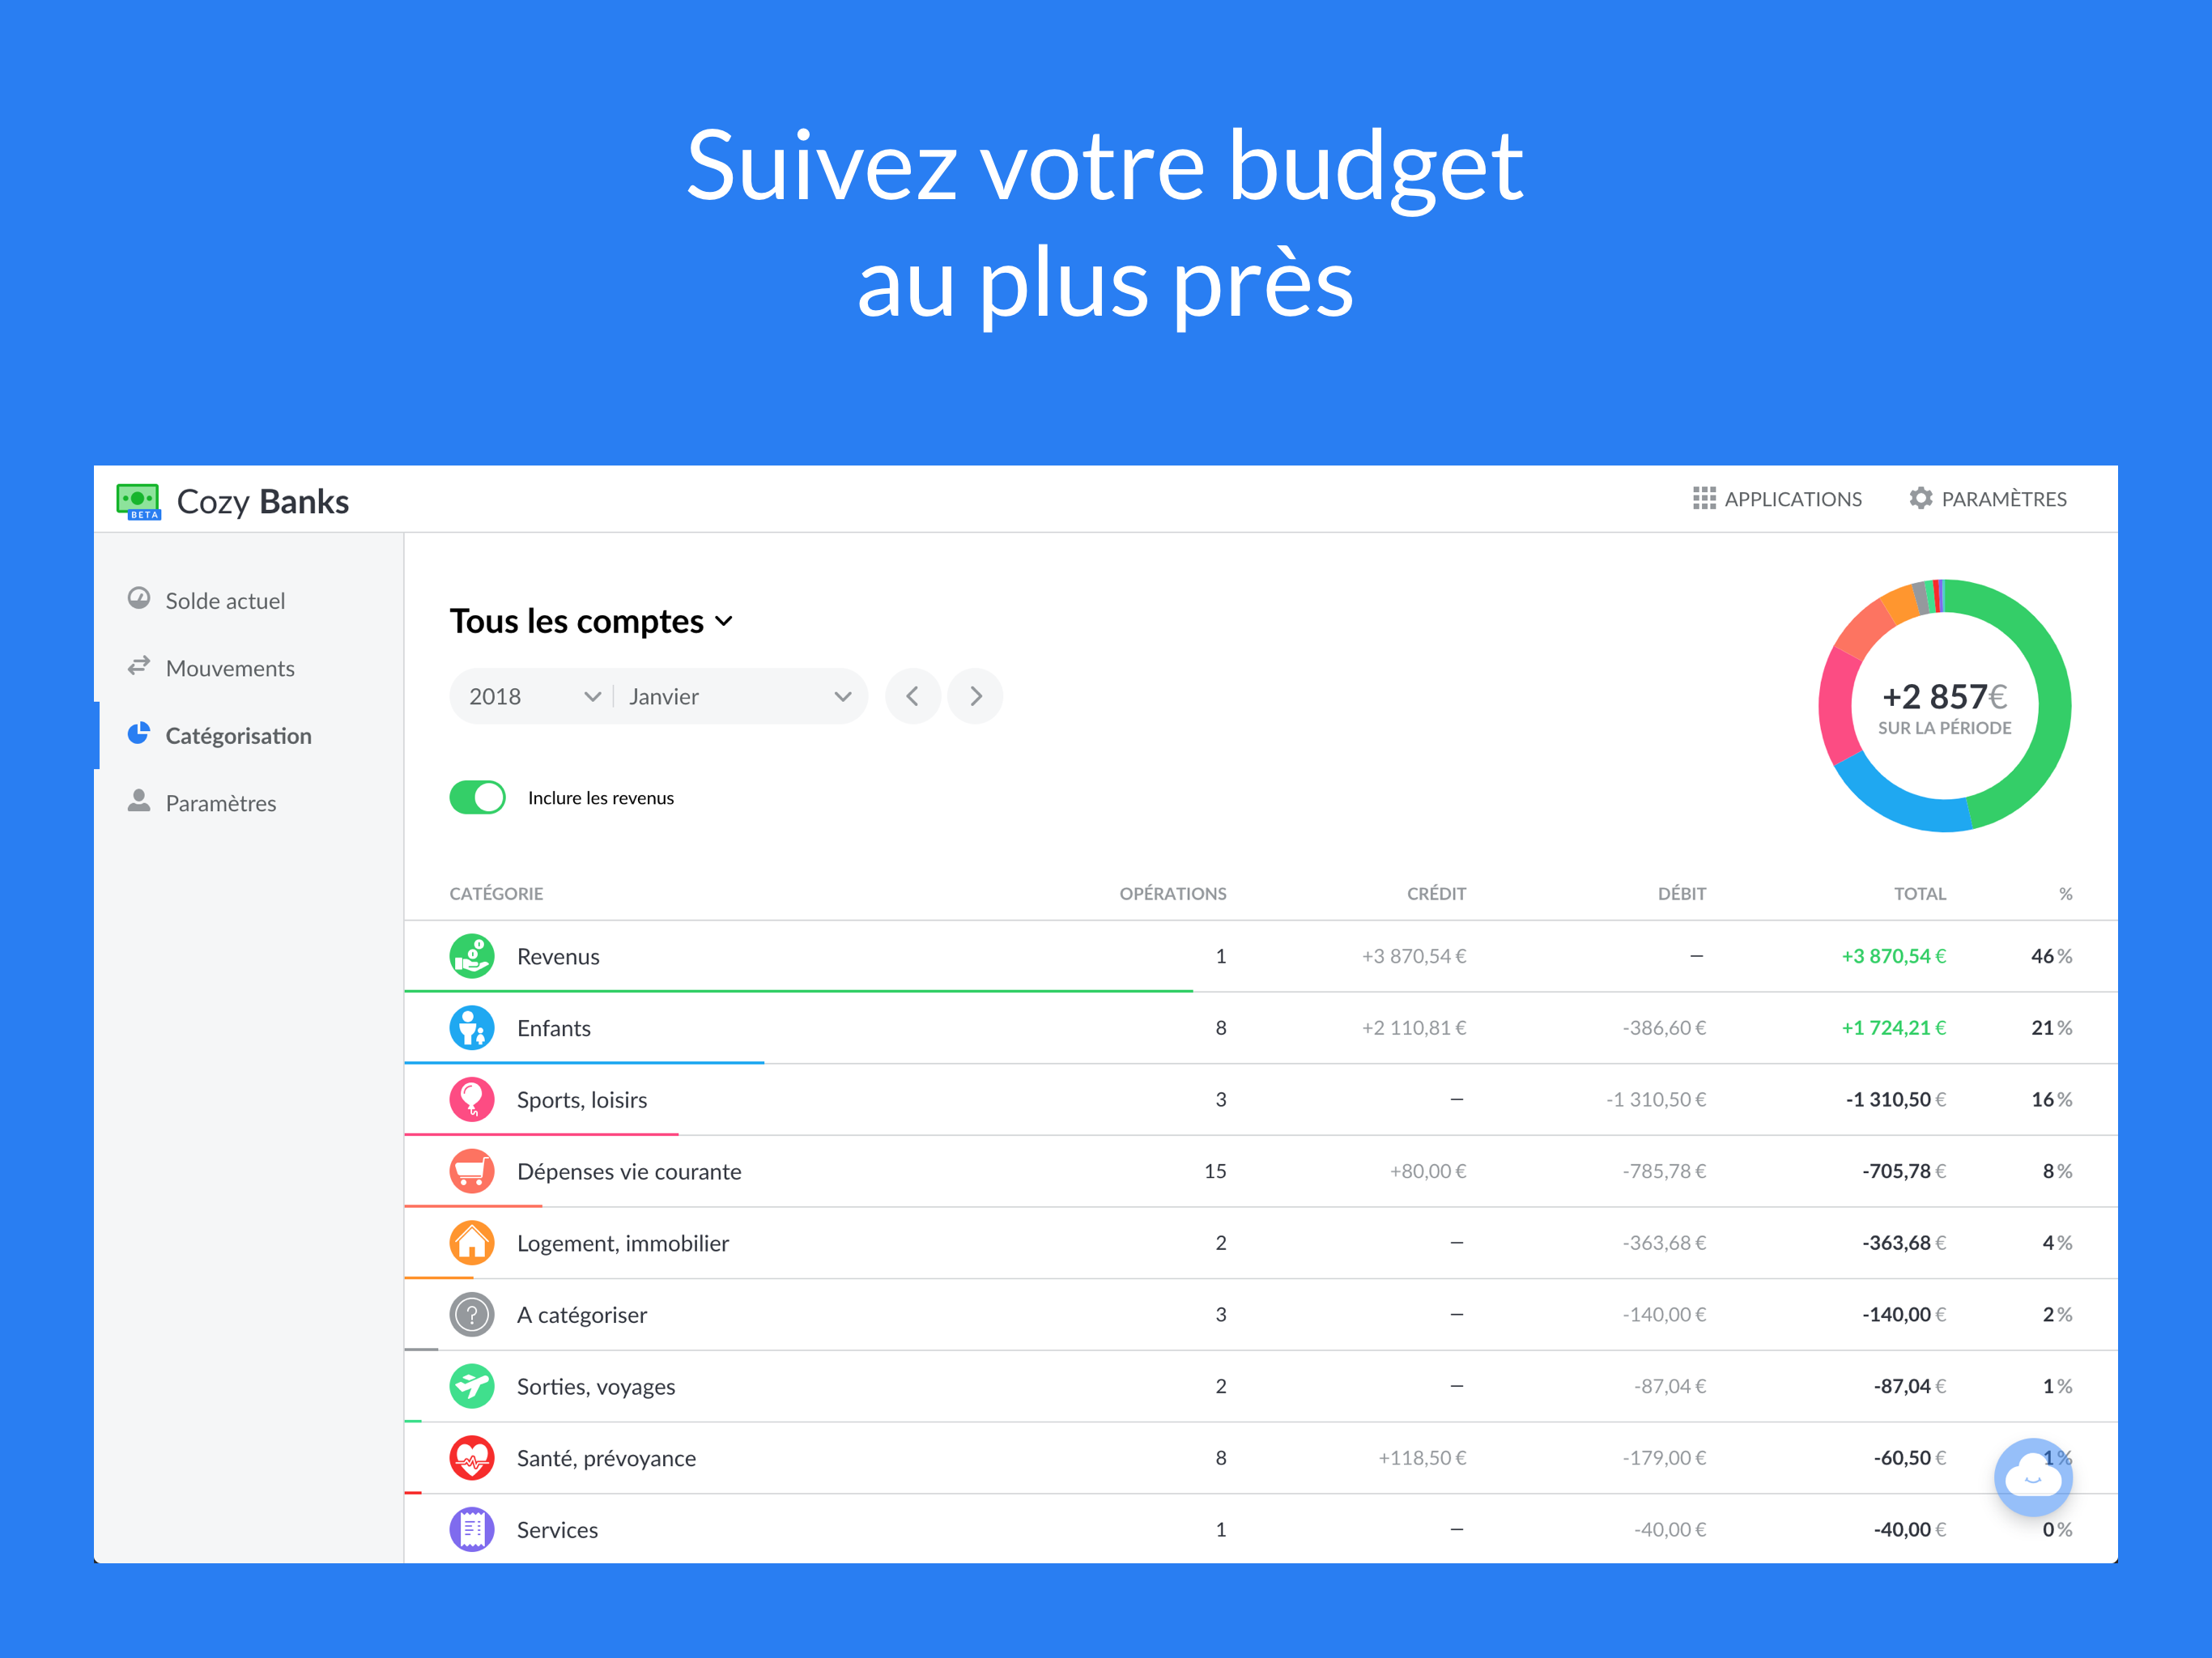 Suivez votre budget
au plus près
BETA
Cozy Banks
APPLICATIONS PARAMÈTRES
Solde actuel
Mouvements
Catégorisation
Paramètres
Tous les comptes
2018 Janvier
Inclure les revenus
+2 857€
SUR LA PÉRIODE
CATÉGORIE OPÉRATIONS CRÉDIT DÉBIT TOTAL %
Revenus 1 +3 870,54 € — +3 870,54 € 46 %
Enfants 8 +2 110,81 € -386,60 € +1 724,21 € 21 %
Sports, loisirs 3 — -1 310,50 € -1 310,50 € 16 %
Dépenses vie courante 15 +80,00 € -785,78 € -705,78 € 8 %
Logement, immobilier 2 — -363,68 € -363,68 € 4 %
? A catégoriser 3 — -140,00 € -140,00 € 2 %
Sorties, voyages 2 — -87,04 € -87,04 € 1 %
Santé, prévoyance 8 +118,50 € -179,00 € -60,50 € 1 %
Services 1 — -40,00 € -40,00 € 0 %